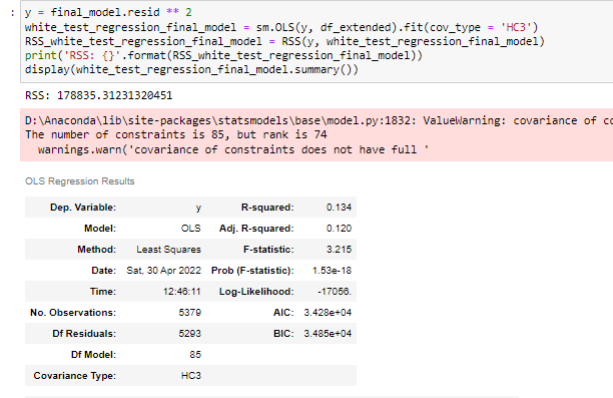 : y = final_model.resid ** 2
white_test_regression_final_model = sm.OLS(y, df_extended).fit(cov_type = 'HC3')
RSS_white_test_regression_final_model = RSS(y, white_test_regression_final_model)
print('RSS: {}'.format(RSS_white_test_regression_final_model))
display(white_test_regression_final_model.summary())
RSS: 178835.31231320451
D:\Anaconda\lib\site-packages\statsmodels\base\model.py:1832: ValueWarning: covariance of co
The number of constraints is 85, but rank is 74
warnings.warn('covariance of constraints does not have full '
OLS Regression Results
Dep. Variable: y R-squared: 0.134
Model: OLS Adj. R-squared: 0.120
Method: Least Squares F-statistic: 3.215
Date: Sat, 30 Apr 2022 Prob (F-statistic): 1.53e-18
Time: 12:46:11 Log-Likelihood: -17056.
No. Observations: 5379 AIC: 3.428e+04
Df Residuals: 5293 BIC: 3.485e+04
Df Model: 85
Covariance Type: HC3